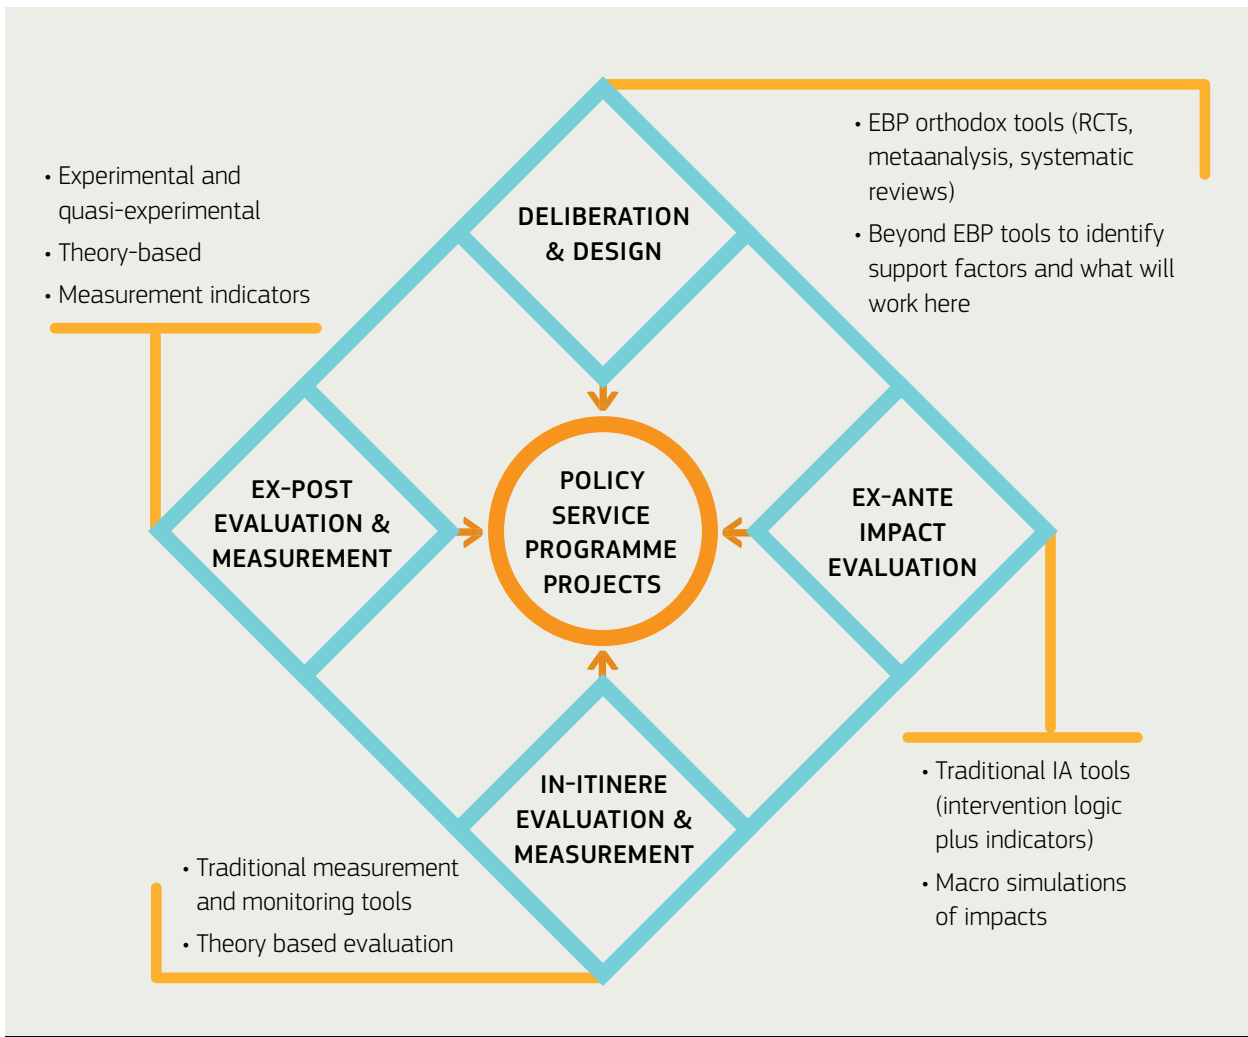 • EBP orthodox tools (RCTs,
metaanalysis, systematic
reviews)
• Beyond EBP tools to identify
support factors and what will
work here
• Experimental and
quasi-experimental
• Theory-based
• Measurement indicators
DELIBERATION
& DESIGN
EX-POST
EVALUATION &
MEASUREMENT
POLICY
SERVICE
PROGRAMME
PROJECTS
EX-ANTE
IMPACT
EVALUATION
IN-ITINERE
EVALUATION &
MEASUREMENT
• Traditional IA tools
(intervention logic
plus indicators)
• Macro simulations
of impacts
• Traditional measurement
and monitoring tools
• Theory based evaluation